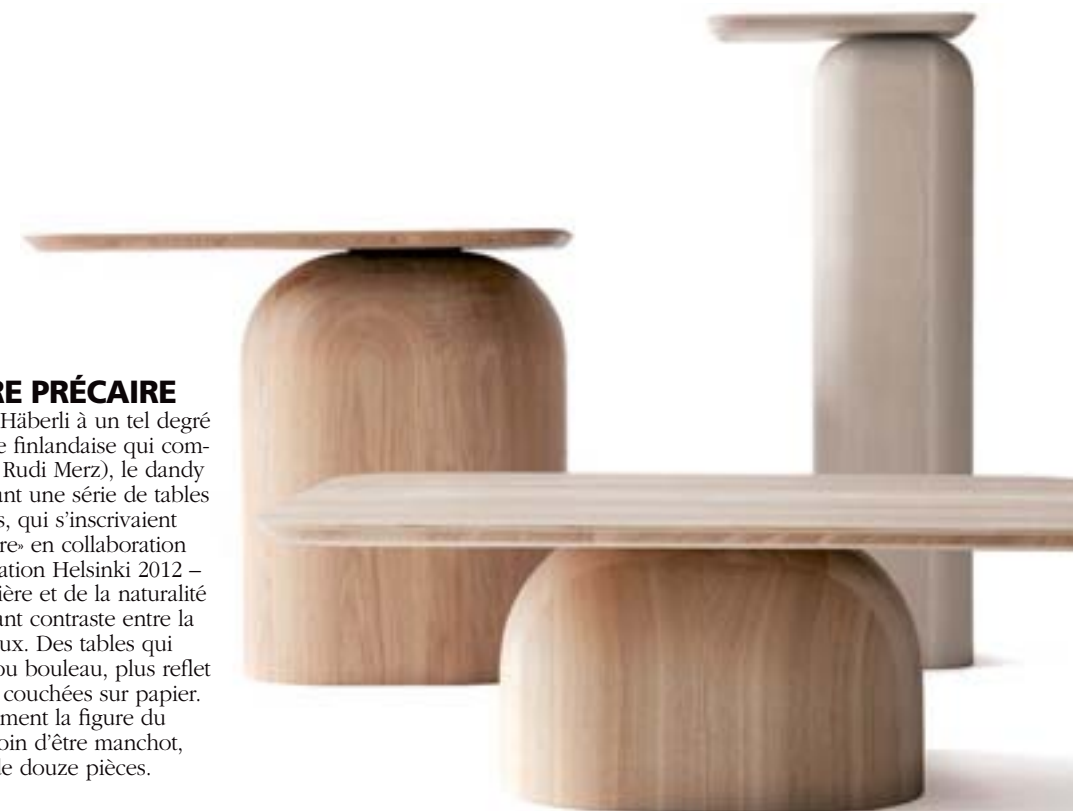 RE PRÉCAIRE
Häberli à un tel degré
e finlandaise qui com-
Rudi Merz), le dandy
ant une série de tables
s, qui s'inscrivaient
re» en collaboration
ation Helsinki 2012 –
ière et de la naturalité
ant contraste entre la
ux. Des tables qui
ou bouleau, plus reflet
couchées sur papier.
ment la figure du
oin d'être manchot,
de douze pièces.